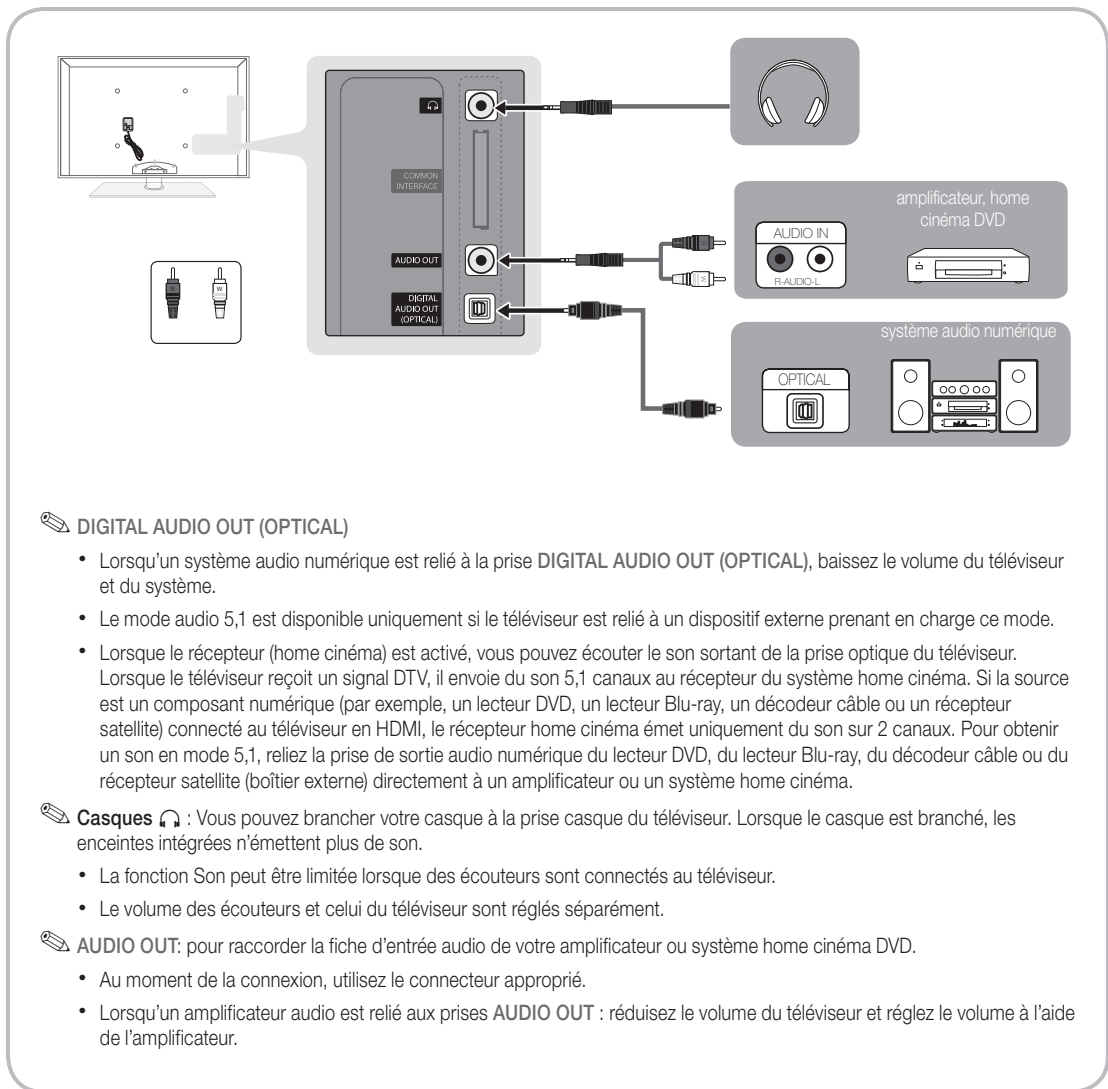 COMMON
INTERFACE
AUDIO OUT
DIGITAL
AUDIO OUT
(OPTICAL)
R
W
R
W
amplificateur, home
cinéma DVD
AUDIO IN
R-AUDIO-L
système audio numérique
OPTICAL
DIGITAL AUDIO OUT (OPTICAL)
• Lorsqu’un système audio numérique est relié à la prise DIGITAL AUDIO OUT (OPTICAL), baissez le volume du téléviseur
et du système.
• Le mode audio 5,1 est disponible uniquement si le téléviseur est relié à un dispositif externe prenant en charge ce mode.
• Lorsque le récepteur (home cinéma) est activé, vous pouvez écouter le son sortant de la prise optique du téléviseur.
Lorsque le téléviseur reçoit un signal DTV, il envoie du son 5,1 canaux au récepteur du système home cinéma. Si la source
est un composant numérique (par exemple, un lecteur DVD, un lecteur Blu-ray, un décodeur câble ou un récepteur
satellite) connecté au téléviseur en HDMI, le récepteur home cinéma émet uniquement du son sur 2 canaux. Pour obtenir
un son en mode 5,1, reliez la prise de sortie audio numérique du lecteur DVD, du lecteur Blu-ray, du décodeur câble ou du
récepteur satellite (boîtier externe) directement à un amplificateur ou un système home cinéma.
Casques : Vous pouvez brancher votre casque à la prise casque du téléviseur. Lorsque le casque est branché, les
enceintes intégrées n’émettent plus de son.
• La fonction Son peut être limitée lorsque des écouteurs sont connectés au téléviseur.
• Le volume des écouteurs et celui du téléviseur sont réglés séparément.
AUDIO OUT: pour raccorder la fiche d’entrée audio de votre amplificateur ou système home cinéma DVD.
• Au moment de la connexion, utilisez le connecteur approprié.
• Lorsqu’un amplificateur audio est relié aux prises AUDIO OUT : réduisez le volume du téléviseur et réglez le volume à l’aide
de l’amplificateur.